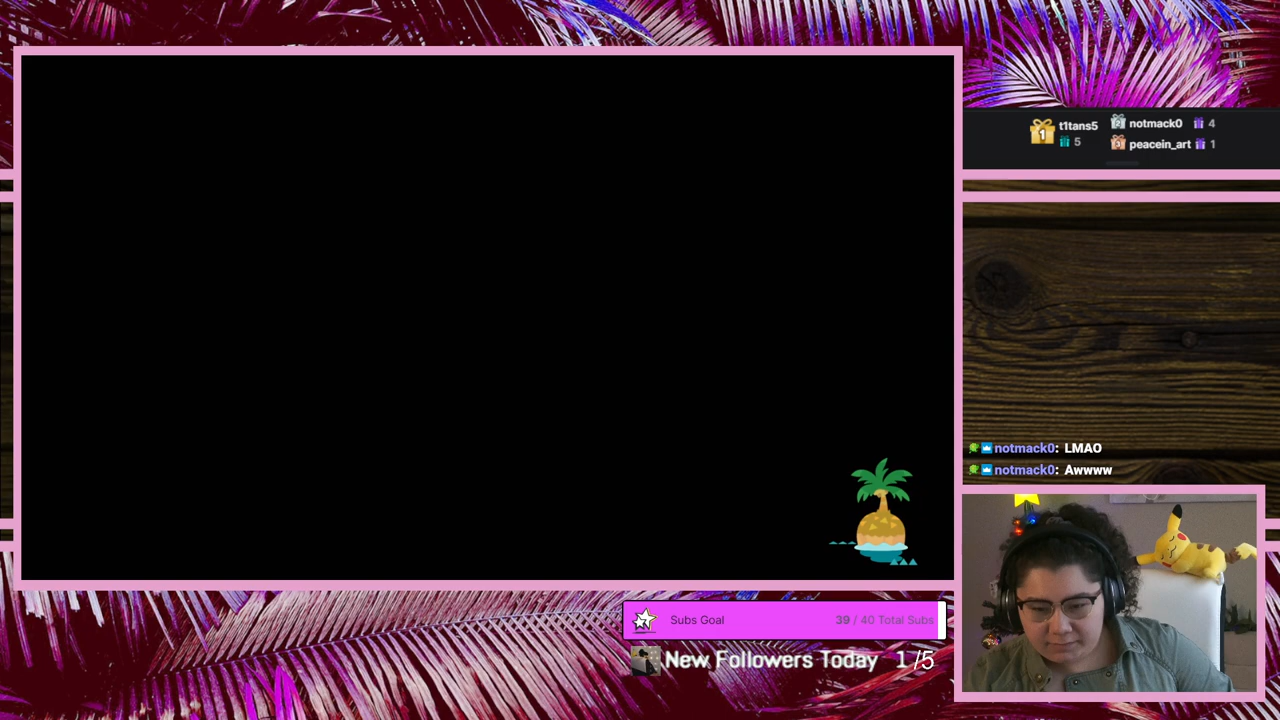 1
t1tans5
5
notmack0 4
peacein_art 1
notmack0: LMAO
notmack0: Awwww
Subs Goal 39 / 40 Total Subs
New Followers Today 1 /5